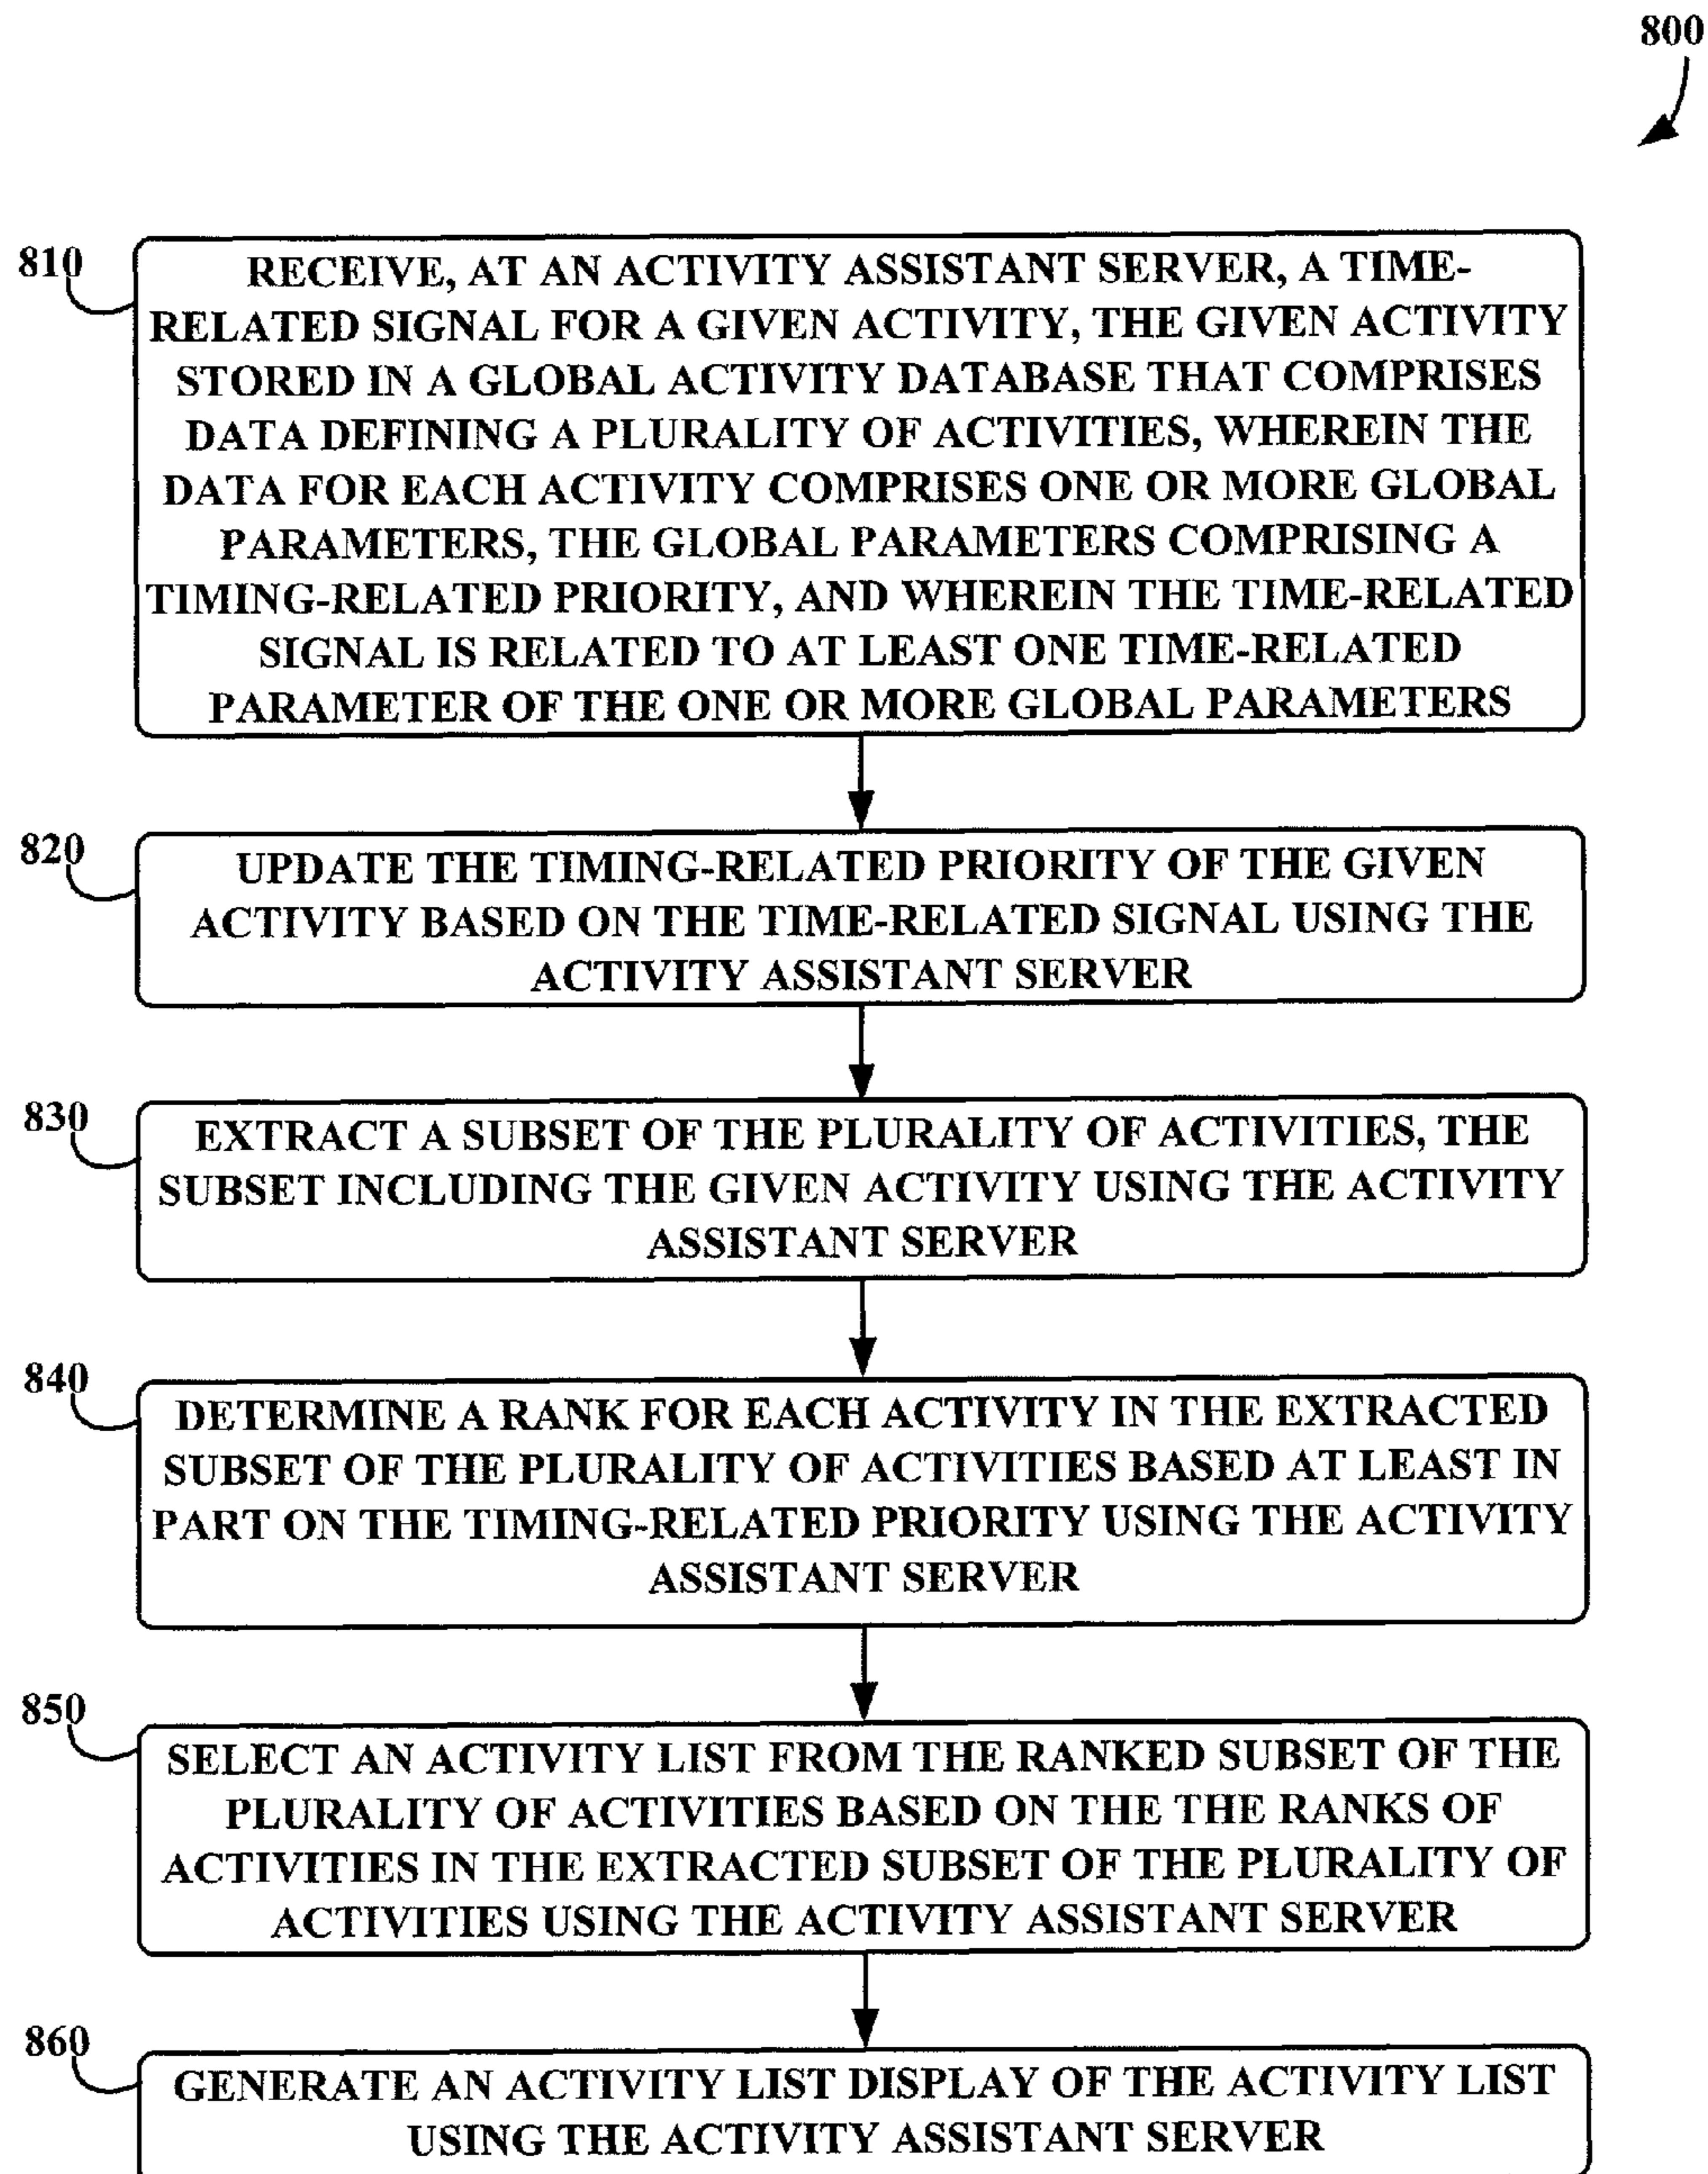 800
810
RECEIVE, AT AN ACTIVITY ASSISTANT SERVER, A TIME-
RELATED SIGNAL FOR A GIVEN ACTIVITY, THE GIVEN ACTIVITY
STORED IN A GLOBAL ACTIVITY DATABASE THAT COMPRISES
DATA DEFINING A PLURALITY OF ACTIVITIES, WHEREIN THE
DATA FOR EACH ACTIVITY COMPRISES ONE OR MORE GLOBAL
PARAMETERS, THE GLOBAL PARAMETERS COMPRISING A
TIMING-RELATED PRIORITY, AND WHEREIN THE TIME-RELATED
SIGNAL IS RELATED TO AT LEAST ONE TIME-RELATED
PARAMETER OF THE ONE OR MORE GLOBAL PARAMETERS
820
UPDATE THE TIMING-RELATED PRIORITY OF THE GIVEN
ACTIVITY BASED ON THE TIME-RELATED SIGNAL USING THE
ACTIVITY ASSISTANT SERVER
830
EXTRACT A SUBSET OF THE PLURALITY OF ACTIVITIES, THE
SUBSET INCLUDING THE GIVEN ACTIVITY USING THE ACTIVITY
ASSISTANT SERVER
840
DETERMINE A RANK FOR EACH ACTIVITY IN THE EXTRACTED
SUBSET OF THE PLURALITY OF ACTIVITIES BASED AT LEAST IN
PART ON THE TIMING-RELATED PRIORITY USING THE ACTIVITY
ASSISTANT SERVER
850
SELECT AN ACTIVITY LIST FROM THE RANKED SUBSET OF THE
PLURALITY OF ACTIVITIES BASED ON THE THE RANKS OF
ACTIVITIES IN THE EXTRACTED SUBSET OF THE PLURALITY OF
ACTIVITIES USING THE ACTIVITY ASSISTANT SERVER
860
GENERATE AN ACTIVITY LIST DISPLAY OF THE ACTIVITY LIST
USING THE ACTIVITY ASSISTANT SERVER